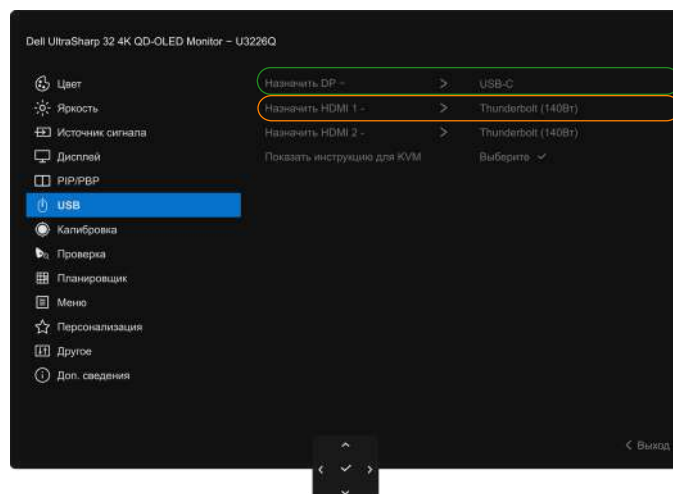 Dell UltraSharp 32 4K QD-OLED Monitor – U3226Q
Цвет
Назначить DP – > USB-C
Яркость
Назначить HDMI 1 - > Thunderbolt (140Вт)
Источник сигнала
Назначить HDMI 2 - > Thunderbolt (140Вт)
Дисплей
Показать инструкцию для KVM Выберите ✓
PIP/PBP
USB
Калибровка
Проверка
Планировщик
Меню
Персонализация
Другое
Доп. сведения
Выход